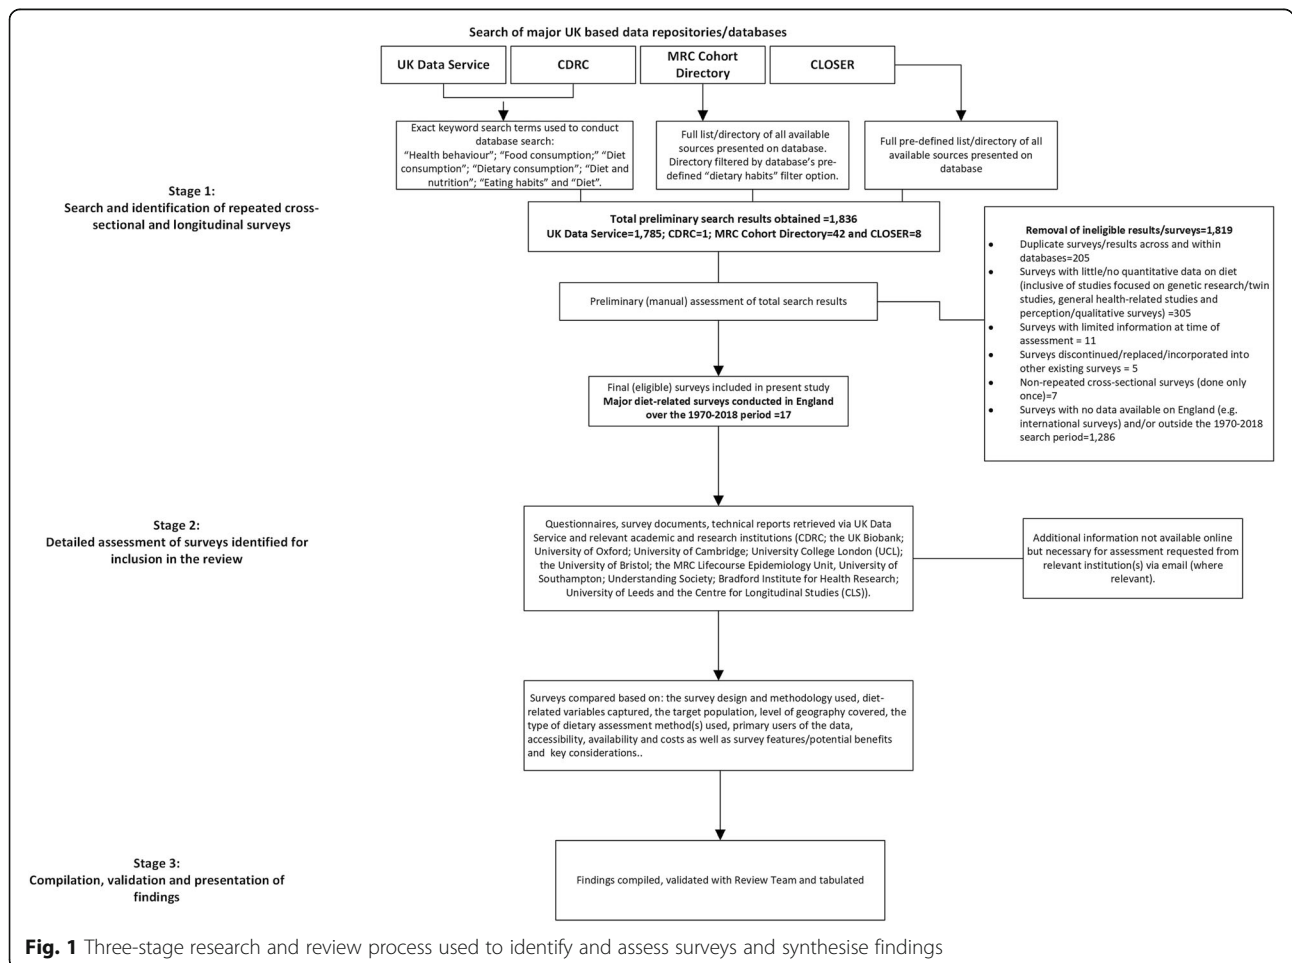 Search of major UK based data repositories/databases
UK Data Service
CDRC
MRC Cohort
Directory
CLOSER
Exact keyword search terms used to conduct
database search:
“Health behaviour”; “Food consumption;” “Diet
consumption”; “Dietary consumption”; “Diet and
nutrition”; “Eating habits” and “Diet”.
Full list/directory of all available
sources presented on database.
Directory filtered by database’s pre-
defined “dietary habits” filter option.
Full pre-defined list/directory of all
available sources presented on
database
Stage 1:
Search and identification of repeated cross-
sectional and longitudinal surveys
Total preliminary search results obtained =1,836
UK Data Service=1,785; CDRC=1; MRC Cohort Directory=42 and CLOSER=8
Preliminary (manual) assessment of total search results
Removal of ineligible results/surveys=1,819
• Duplicate surveys/results across and within
databases=205
• Surveys with little/no quantitative data on diet
(inclusive of studies focused on genetic research/twin
studies, general health-related studies and
perception/qualitative surveys) =305
• Surveys with limited information at time of
assessment = 11
• Surveys discontinued/replaced/incorporated into
other existing surveys = 5
• Non-repeated cross-sectional surveys (done only
once)=7
• Surveys with no data available on England (e.g.
international surveys) and/or outside the 1970-2018
search period=1,286
Final (eligible) surveys included in present study
Major diet-related surveys conducted in England
over the 1970-2018 period =17
Stage 2:
Detailed assessment of surveys identified for
inclusion in the review
Questionnaires, survey documents, technical reports retrieved via UK Data
Service and relevant academic and research institutions (CDRC; the UK Biobank;
University of Oxford; University of Cambridge; University College London (UCL);
the University of Bristol; the MRC Lifecourse Epidemiology Unit, University of
Southampton; Understanding Society; Bradford Institute for Health Research;
University of Leeds and the Centre for Longitudinal Studies (CLS)).
Additional information not available online
but necessary for assessment requested from
relevant institution(s) via email (where
relevant).
Surveys compared based on: the survey design and methodology used, diet-
related variables captured, the target population, level of geography covered, the
type of dietary assessment method(s) used, primary users of the data,
accessibility, availability and costs as well as survey features/potential benefits
and key considerations..
Stage 3:
Compilation, validation and presentation of
findings
Findings compiled, validated with Review Team and tabulated
Fig. 1 Three-stage research and review process used to identify and assess surveys and synthesise findings